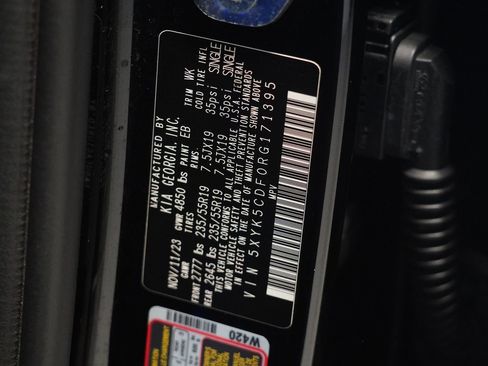 MANUFACTURED BY
KIA GEORGIA, INC.
NOV/11/23 GVWR 4850 lbs PAINT EB TRIM WK
GAWR TIRES RIMS COLD TIRE INFL
FRONT 2777 lbs 235/55R19 7.5JX19 35psi SINGLE
REAR 2645 lbs 235/55R19 7.5JX19 35psi SINGLE
THIS VEHICLE CONFORMS TO ALL APPLICABLE U.S.A. FEDERAL
MOTOR VEHICLE SAFETY AND THEFT PREVENTION STANDARDS
IN EFFECT ON THE DATE OF MANUFACTURE SHOWN ABOVE
VIN 5XYK5CDF0RG171395
MPV
W420